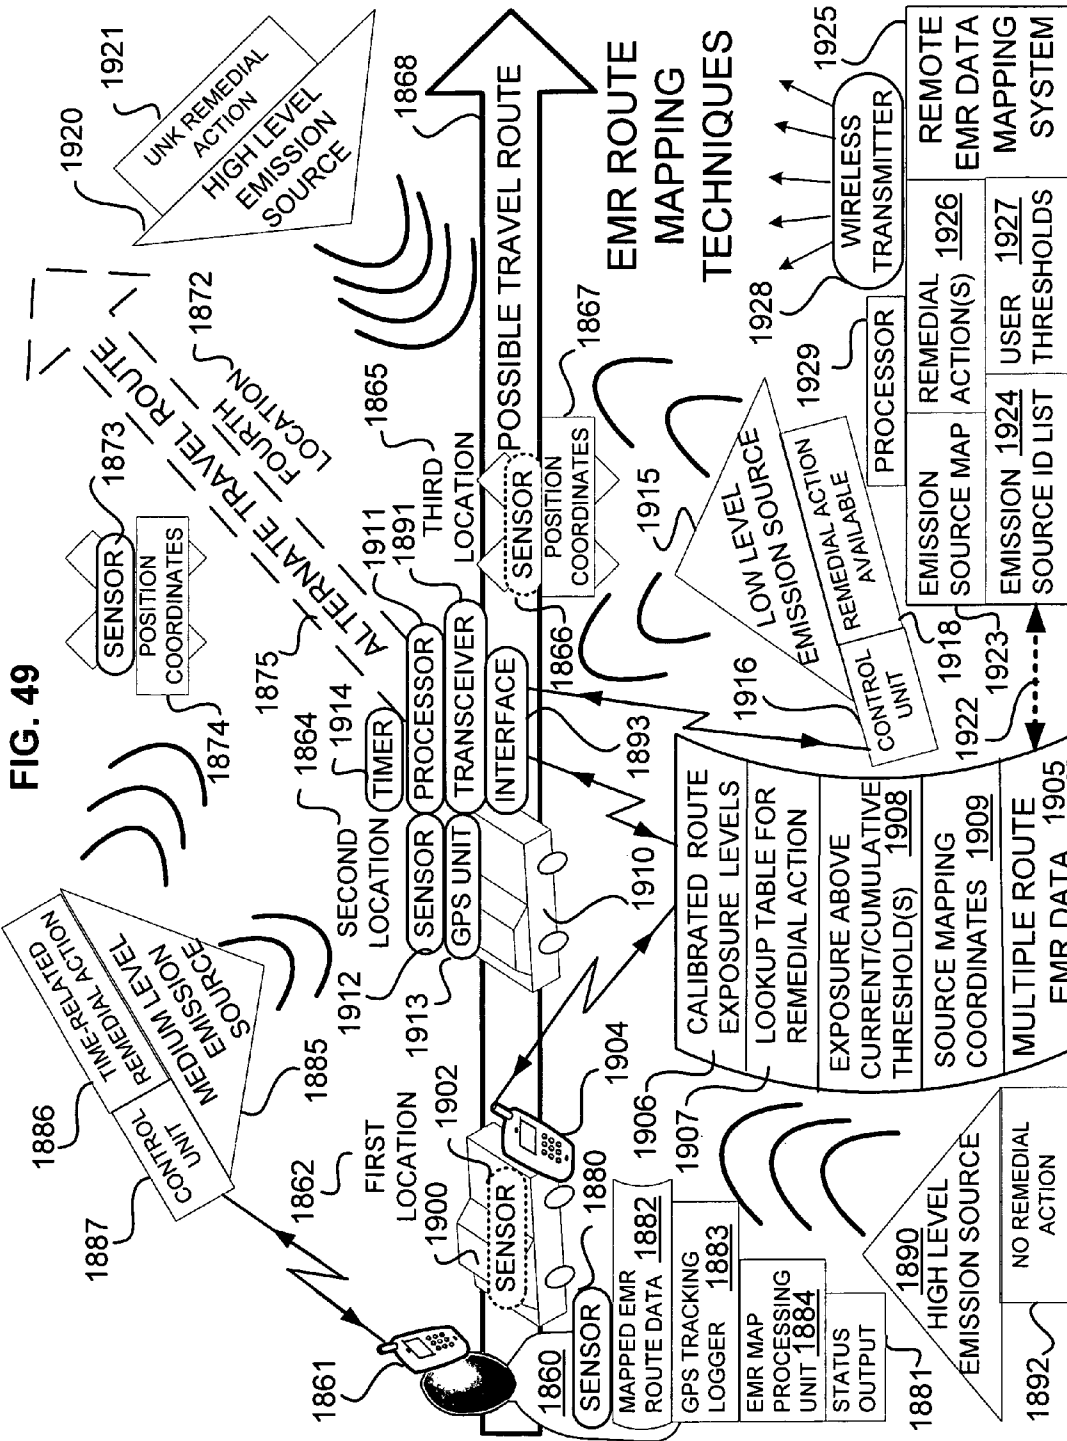 FIG. 49
1920
1921
UNK REMEDIAL
ACTION
HIGH LEVEL
EMISSION
SOURCE
1868
POSSIBLE TRAVEL ROUTE
EMR ROUTE
MAPPING
TECHNIQUES
ALTERNATE TRAVEL ROUTE
1875
FOURTH
LOCATION
1872
1873
SENSOR
POSITION
COORDINATES
1874
THIRD
LOCATION
1865
SENSOR
POSITION
COORDINATES
1866
1867
SECOND
LOCATION
1864
1914
TIMER
1911
PROCESSOR
1891
TRANSCEIVER
INTERFACE
1893
SENSOR
GPS UNIT
1912
1913
1910
TIME-RELATED
REMEDIAL ACTION
MEDIUM LEVEL
EMISSION
SOURCE
CONTROL
UNIT
1886
1887
1885
FIRST
LOCATION
1862
1900
1902
SENSOR
1904
1861
1860
SENSOR
1880
MAPPED EMR
ROUTE DATA 1882
GPS TRACKING
LOGGER 1883
EMR MAP
PROCESSING
UNIT 1884
STATUS
OUTPUT
1881
1890
HIGH LEVEL
EMISSION SOURCE
NO REMEDIAL
ACTION
1892
1906
1907
CALIBRATED ROUTE
EXPOSURE LEVELS
LOOKUP TABLE FOR
REMEDIAL ACTION
EXPOSURE ABOVE
CURRENT/CUMULATIVE
THRESHOLD(S) 1908
SOURCE MAPPING
COORDINATES 1909
MULTIPLE ROUTE
EMR DATA 1905
LOW LEVEL
EMISSION SOURCE
1915
REMEDIAL ACTION
AVAILABLE
1918
CONTROL
UNIT
1916
1922
1923
EMISSION
SOURCE MAP
REMEDIAL
ACTION(S) 1926
EMISSION 1924
SOURCE ID LIST
USER 1927
THRESHOLDS
PROCESSOR
1929
WIRELESS
TRANSMITTER
1928
1925
REMOTE
EMR DATA
MAPPING
SYSTEM